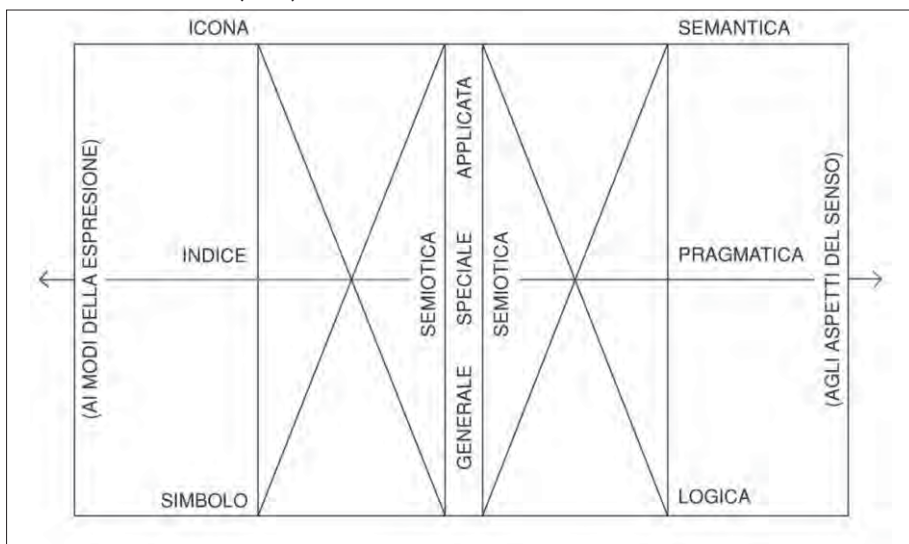 ICONA
SEMANTICA
(AI MODI DELLA ESPRESIONE)
INDICE
SEMIOTICA
GENERALE SPECIALE APPLICATA
SEMIOTICA
PRAGMATICA
(AGLI ASPETTI DEL SENSO)
SIMBOLO
LOGICA